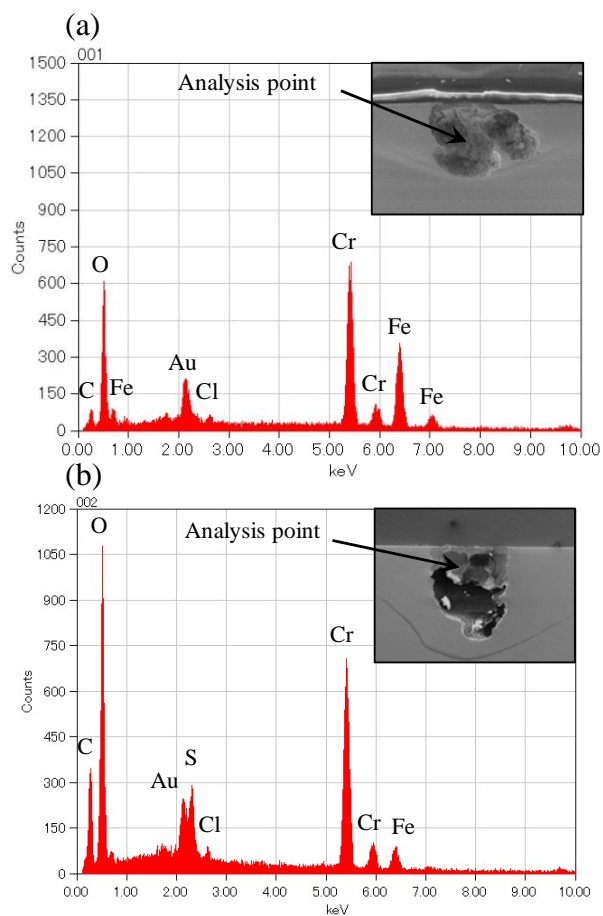 (a)
001
1500
1350
1200
1050
900
750
600
450
300
150
0
Counts
Analysis point
C
O
Fe
Au
Cl
Cr
Cr
Fe
Fe
0.00 1.00 2.00 3.00 4.00 5.00 6.00 7.00 8.00 9.00 10.00
keV
(b)
002
1200
1050
900
750
600
450
300
150
0
Counts
Analysis point
C
O
Au
S
Cl
Cr
Cr
Fe
0.00 1.00 2.00 3.00 4.00 5.00 6.00 7.00 8.00 9.00 10.00
keV